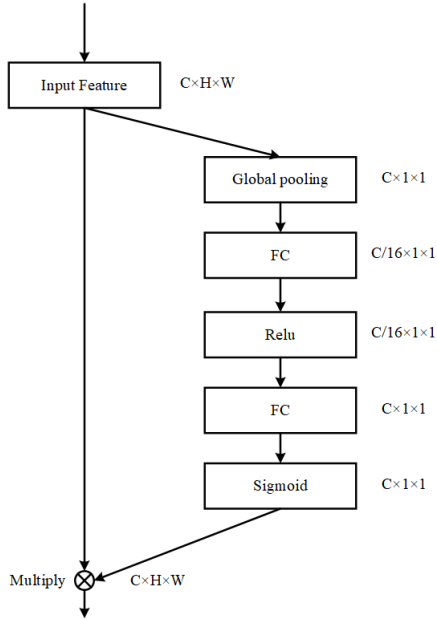 Input Feature
C×H×W
Global pooling
C×1×1
FC
C/16×1×1
Relu
C/16×1×1
FC
C×1×1
Sigmoid
C×1×1
Multiply
C×H×W